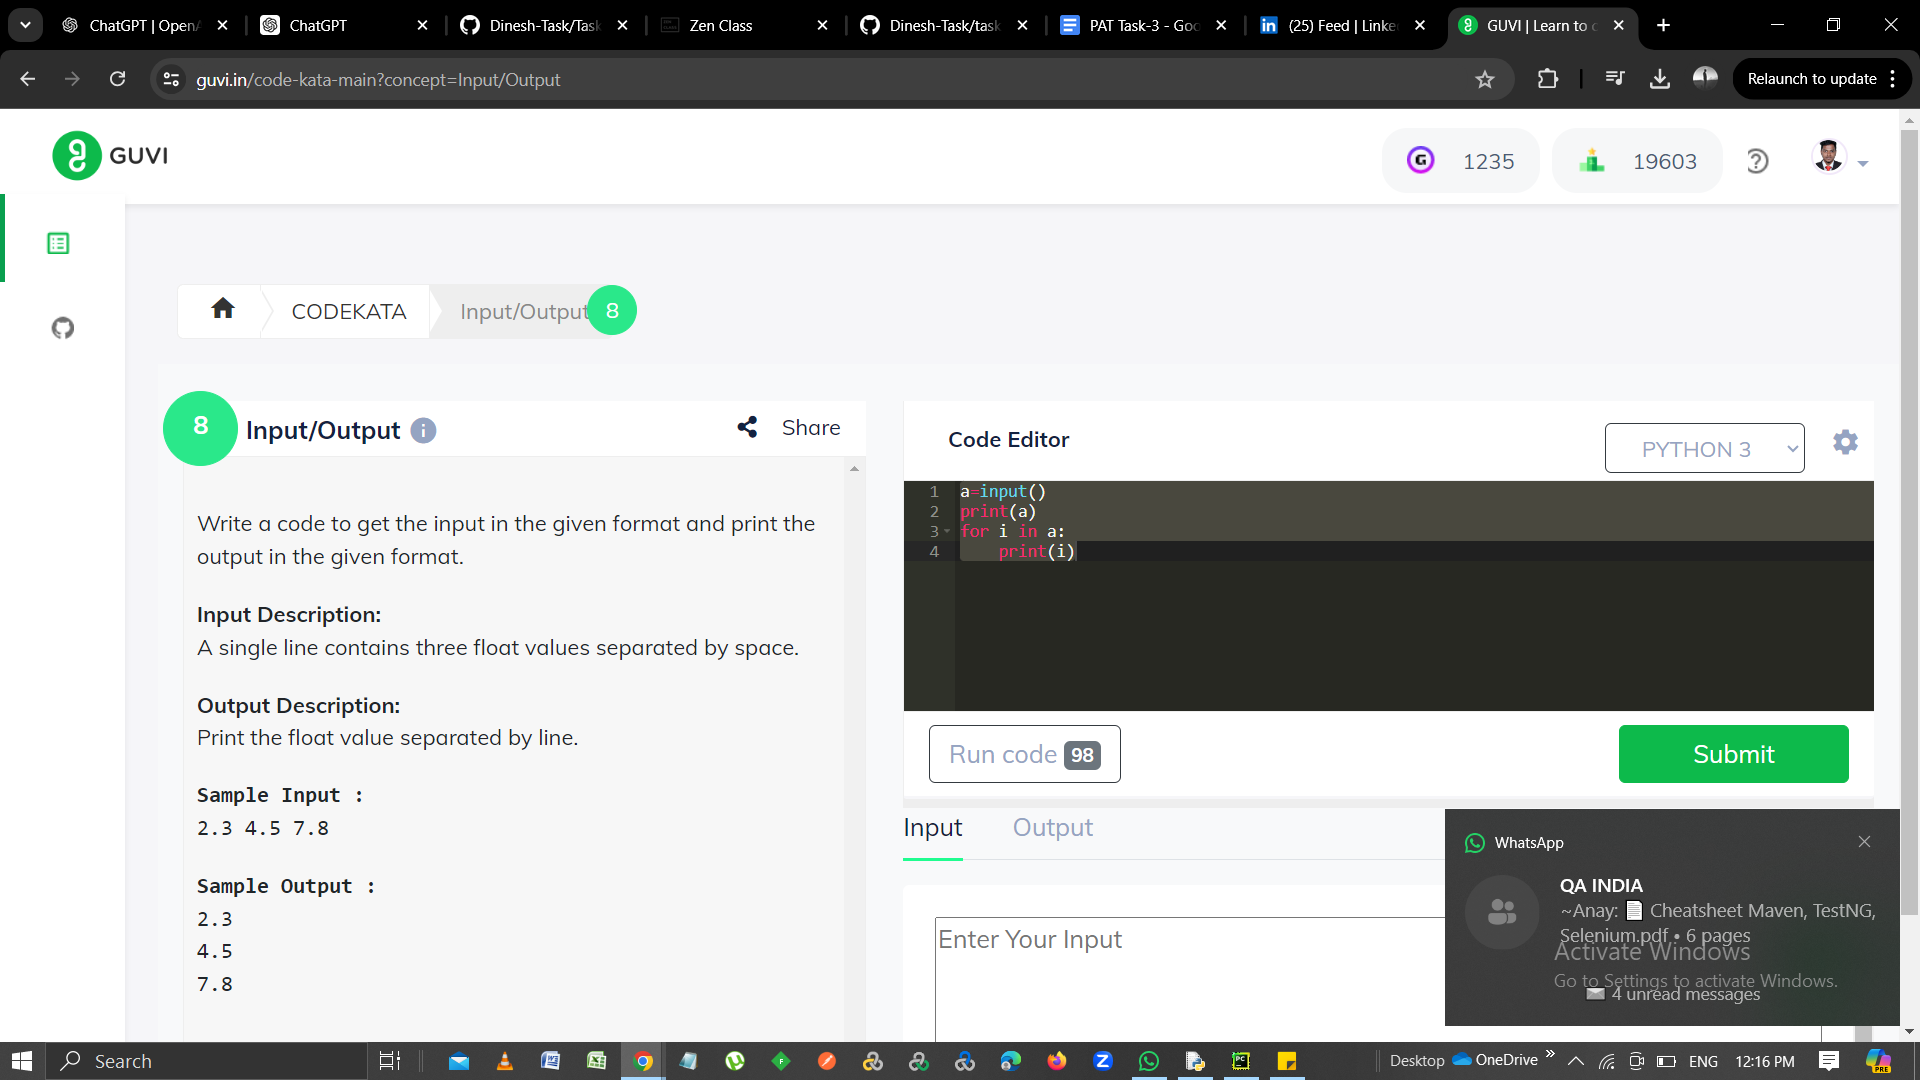 ChatGPT | OpenA
ChatGPT
Dinesh-Task/Task
Zen Class
Dinesh-Task/task
PAT Task-3 - Goo
(25) Feed | Linke
GUVI | Learn to c
guvi.in/code-kata-main?concept=Input/Output
Relaunch to update
GUVI
1235
19603
CODEKATA
Input/Output
8
8
Input/Output
Share
Write a code to get the input in the given format and print the
output in the given format.
Input Description:
A single line contains three float values separated by space.
Output Description:
Print the float value separated by line.
Sample Input :
2.3 4.5 7.8
Sample Output :
2.3
4.5
7.8
Code Editor
PYTHON 3
1 a=input()
2 print(a)
3 for i in a:
4 print(i)
Run code 98
Submit
Input
Output
Enter Your Input
WhatsApp
QA INDIA
~Anay: 📄 Cheatsheet Maven, TestNG,
Selenium.pdf • 6 pages
Activate Windows
Go to Settings to activate Windows.
4 unread messages
Search
Desktop
OneDrive
ENG
12:16 PM
PRE